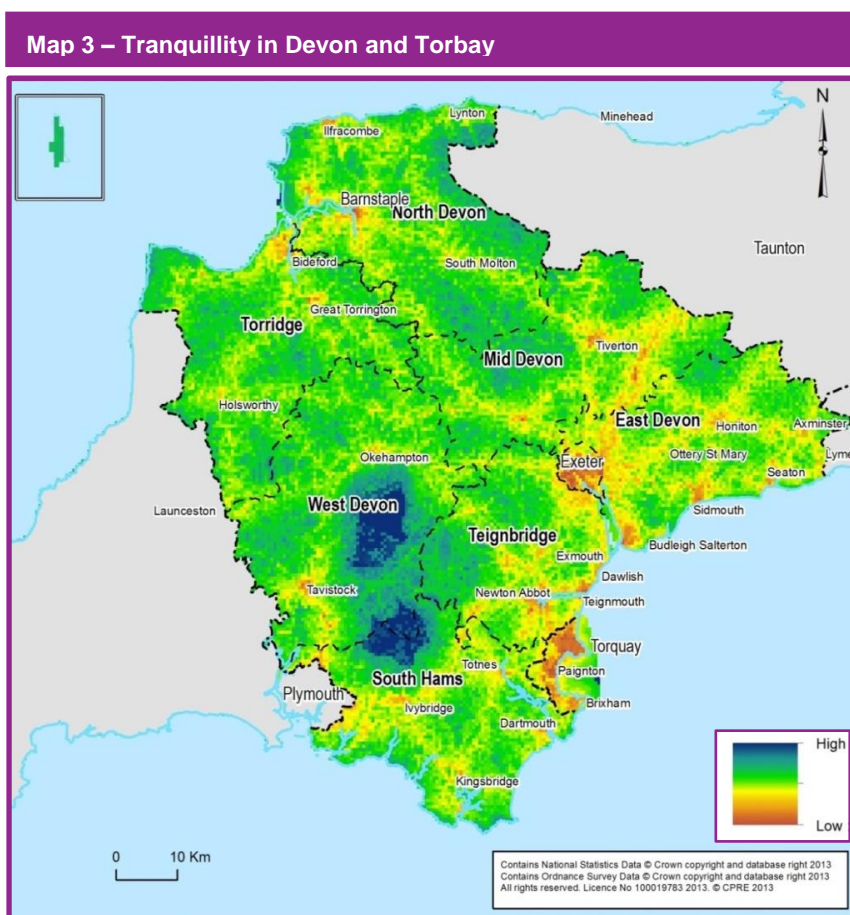 Map 3 – Tranquillity in Devon and Torbay
N
Lynton
Minehead
Ilfracombe
Barnstaple
North Devon
Taunton
Bideford
South Molton
Great Torrington
Torridge
Tiverton
Mid Devon
Holsworthy
East Devon
Honiton
Axminster
Ottery St Mary
Lyme
Okehampton
Exeter
Seaton
West Devon
Launceston
Sidmouth
Teignbridge
Budleigh Salterton
Exmouth
Dawlish
Tavistock
Newton Abbot
Teignmouth
Torquay
Totnes
Paignton
South Hams
Plymouth
Ivybridge
Brixham
Dartmouth
Kingsbridge
High
Low
0 10 Km
Contains National Statistics Data © Crown copyright and database right 2013
Contains Ordnance Survey Data © Crown copyright and database right 2013
All rights reserved. Licence No 100019783 2013. © CPRE 2013